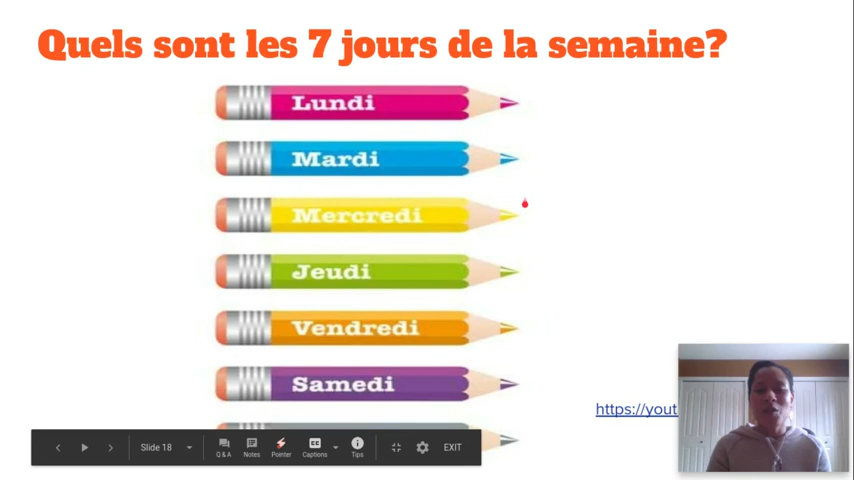 Quels sont les 7 jours de la semaine?
Lundi
Mardi
Mercredi
Jeudi
Vendredi
Samedi
https://yout
Slide 18
Q & A
Notes
Pointer
CC
Captions
Tips
EXIT